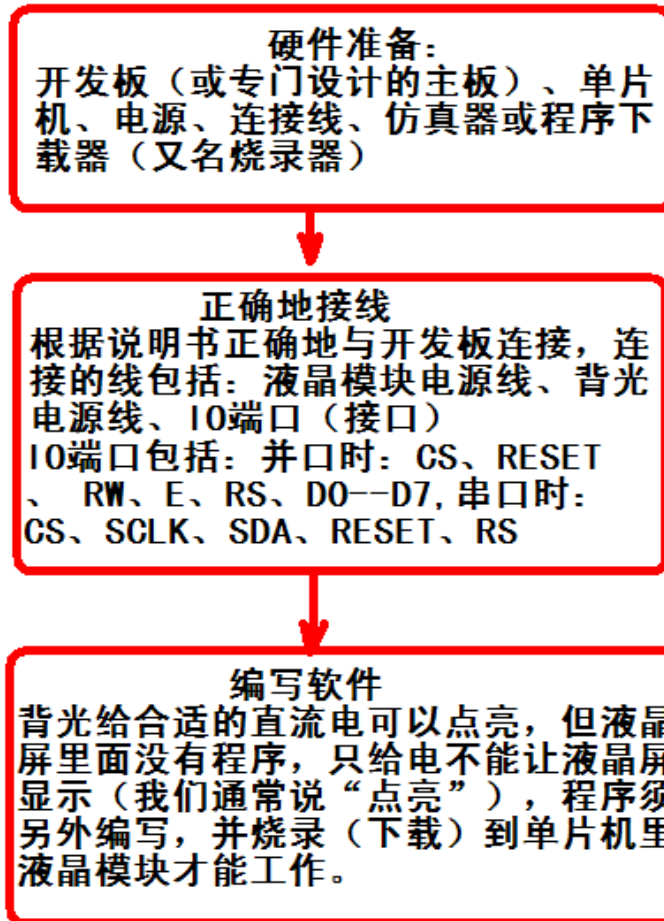 硬件准备：
开发板（或专门设计的主板）、单片
机、电源、连接线、仿真器或程序下
载器（又名烧录器）
正确地接线
根据说明书正确地与开发板连接，连
接的线包括：液晶模块电源线、背光
电源线、IO端口（接口）
IO端口包括：并口时：CS、RESET
、 RW、E、RS、D0--D7,串口时：
CS、SCLK、SDA、RESET、RS
编写软件
背光给合适的直流电可以点亮，但液晶
屏里面没有程序，只给电不能让液晶屏
显示（我们通常说“点亮”），程序须
另外编写，并烧录（下载）到单片机里
液晶模块才能工作。